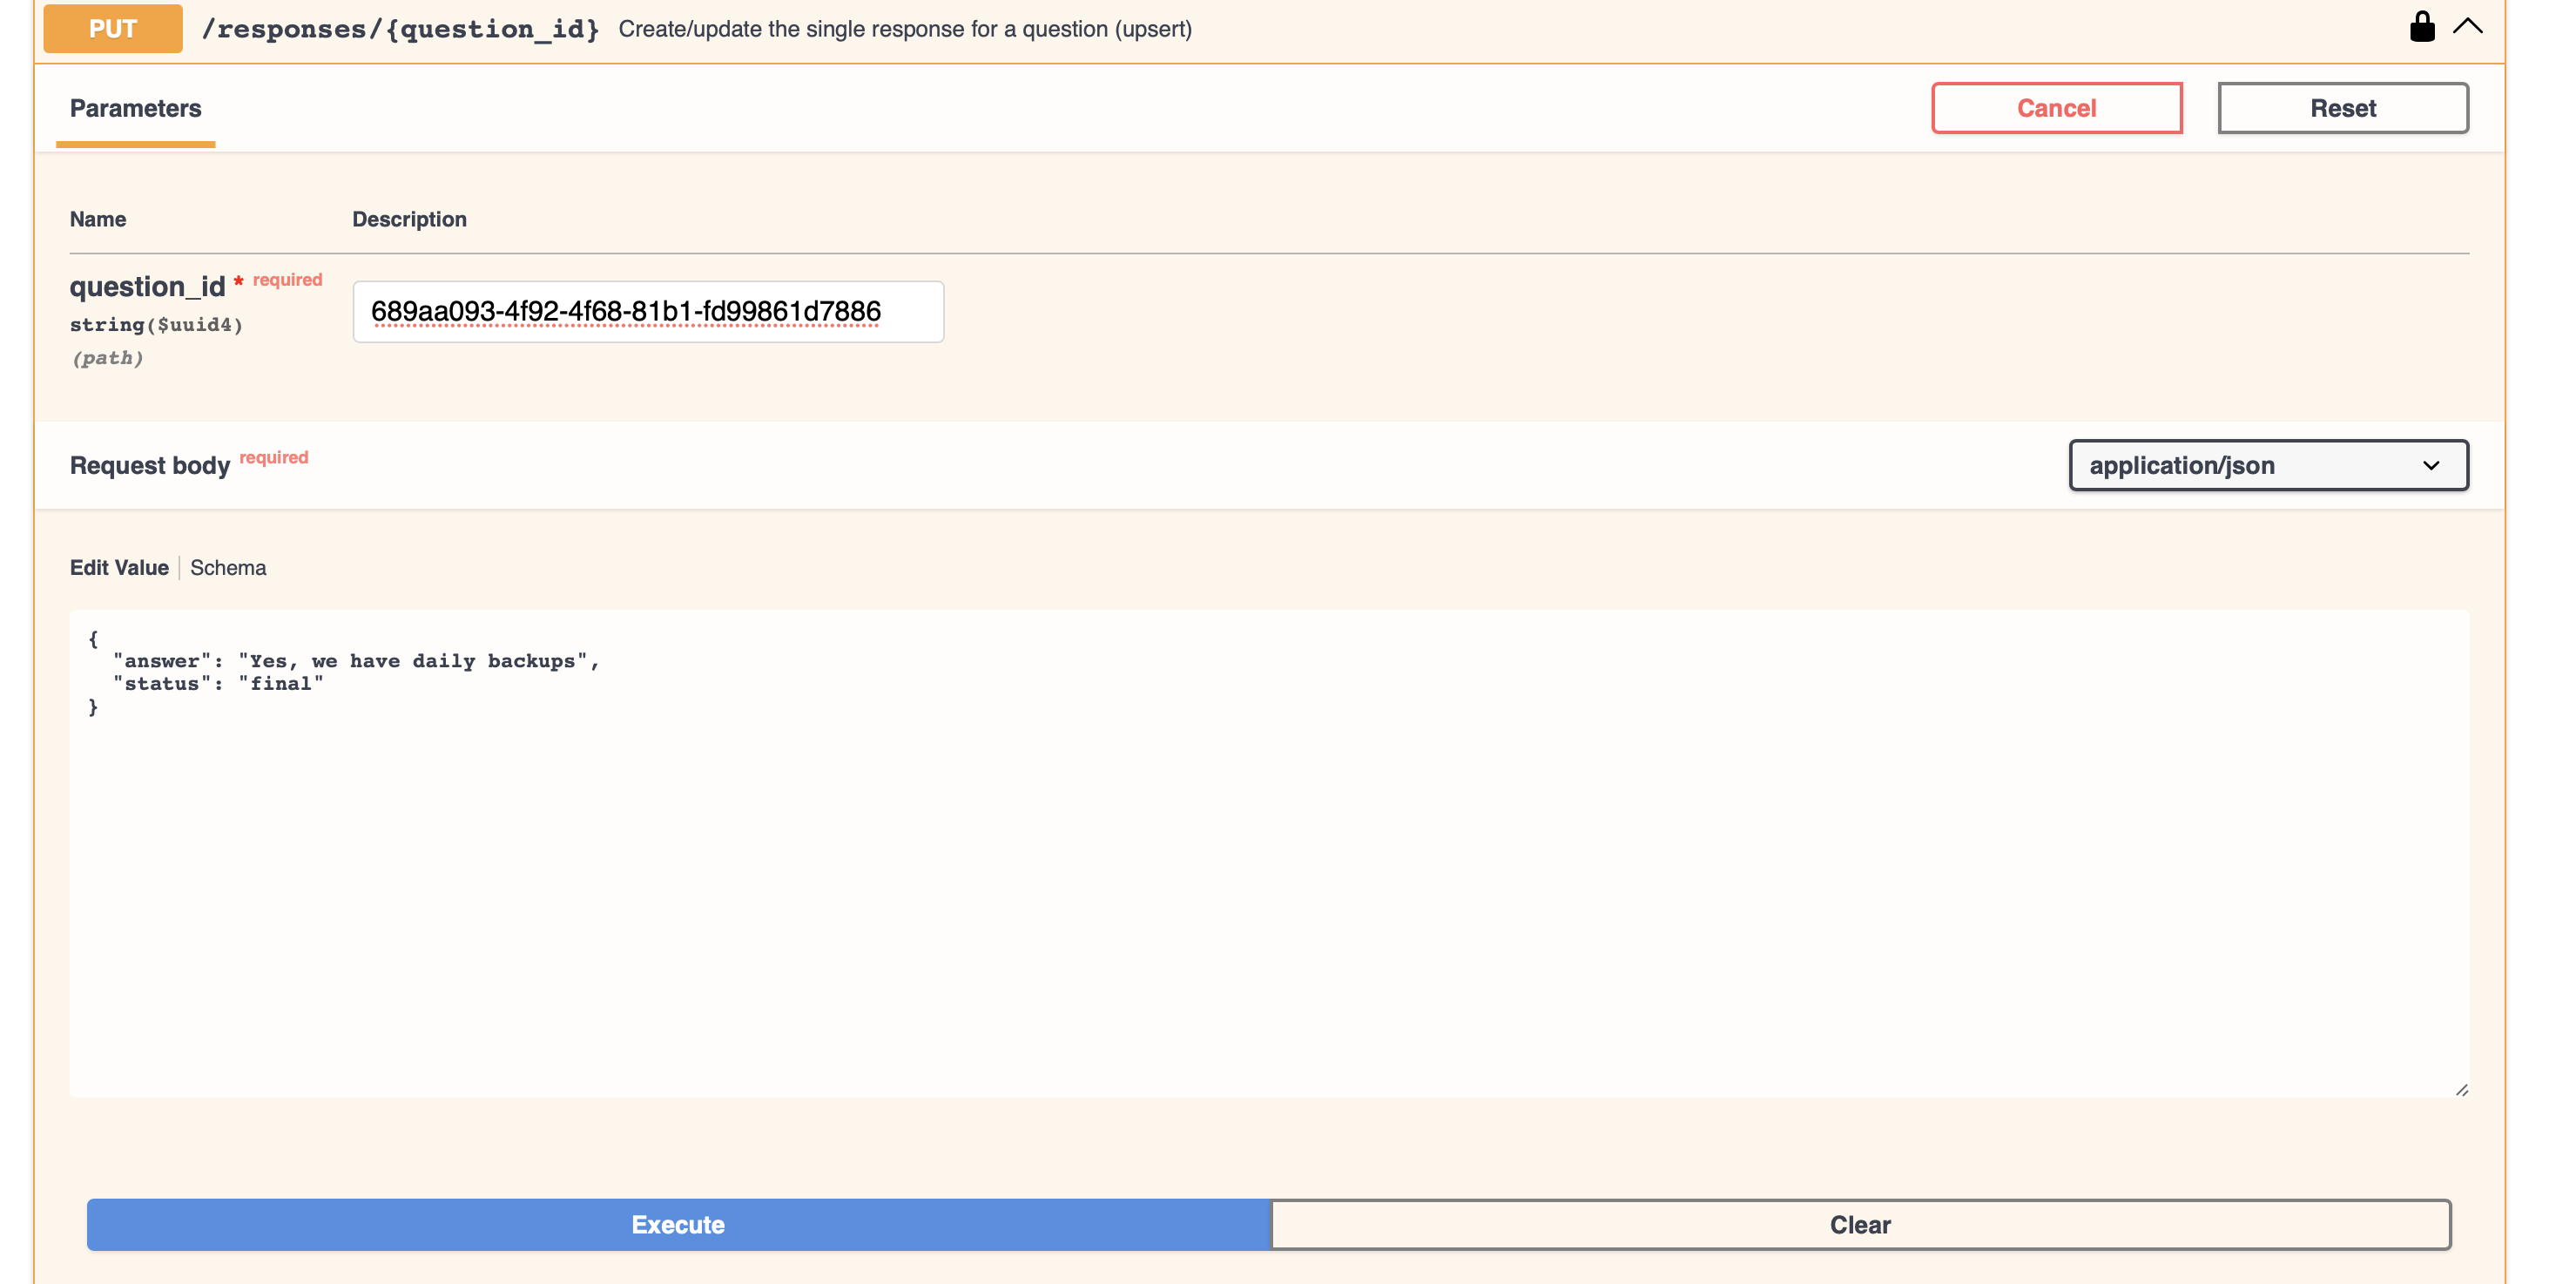 PUT /responses/{question_id} Create/update the single response for a question (upsert)
Parameters Cancel Reset
Name Description
question_id * required 689aa093-4f92-4f68-81b1-fd99861d7886
string($uuid4)
(path)
Request body required application/json
Edit Value Schema
{
  "answer": "Yes, we have daily backups",
  "status": "final"
}
Execute Clear